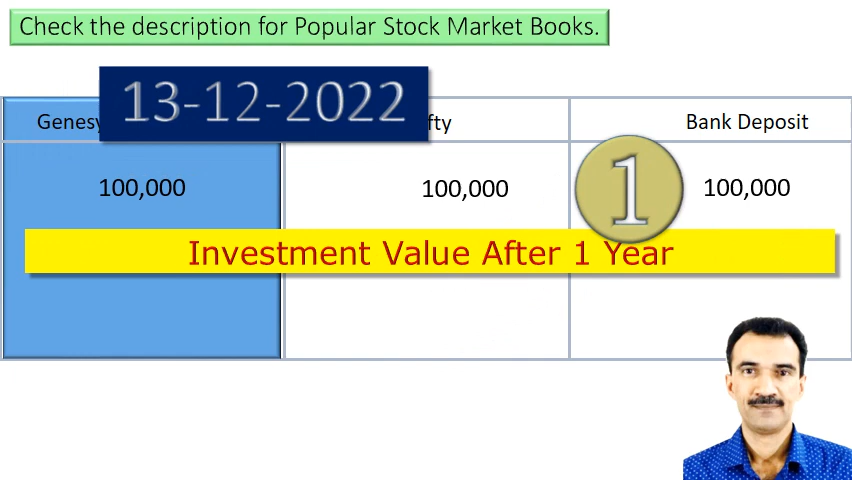 Check the description for Popular Stock Market Books.
13-12-2022
Bank Deposit
100,000 100,000 100,000
1
Investment Value After 1 Year